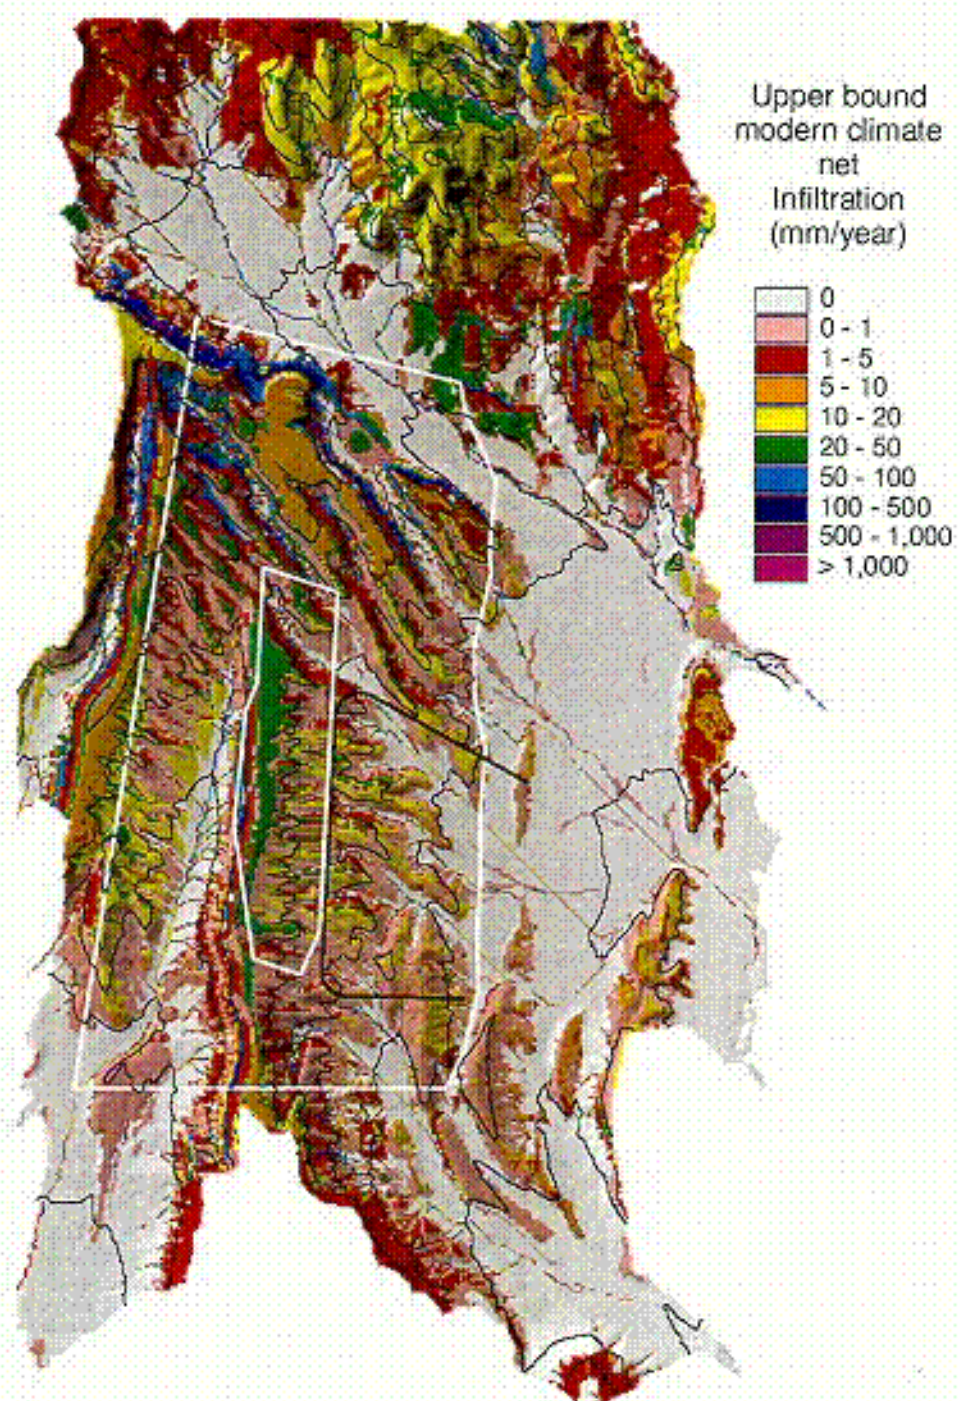 Upper bound
modern climate
net
Infiltration
(mm/year)
0
0 - 1
1 - 5
5 - 10
10 - 20
20 - 50
50 - 100
100 - 500
500 - 1,000
> 1,000